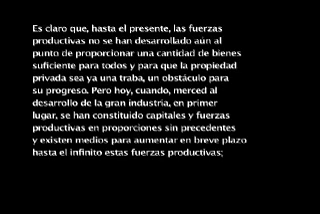 Es claro que, hasta el presente, las fuerzas
productivas no se han desarrollado aún al
punto de proporcionar una cantidad de bienes
suficiente para todos y para que la propiedad
privada sea ya una traba, un obstáculo para
su progreso. Pero hoy, cuando, merced al
desarrollo de la gran industria, en primer
lugar, se han constituido capitales y fuerzas
productivas en proporciones sin precedentes
y existen medios para aumentar en breve plazo
hasta el infinito estas fuerzas productivas;